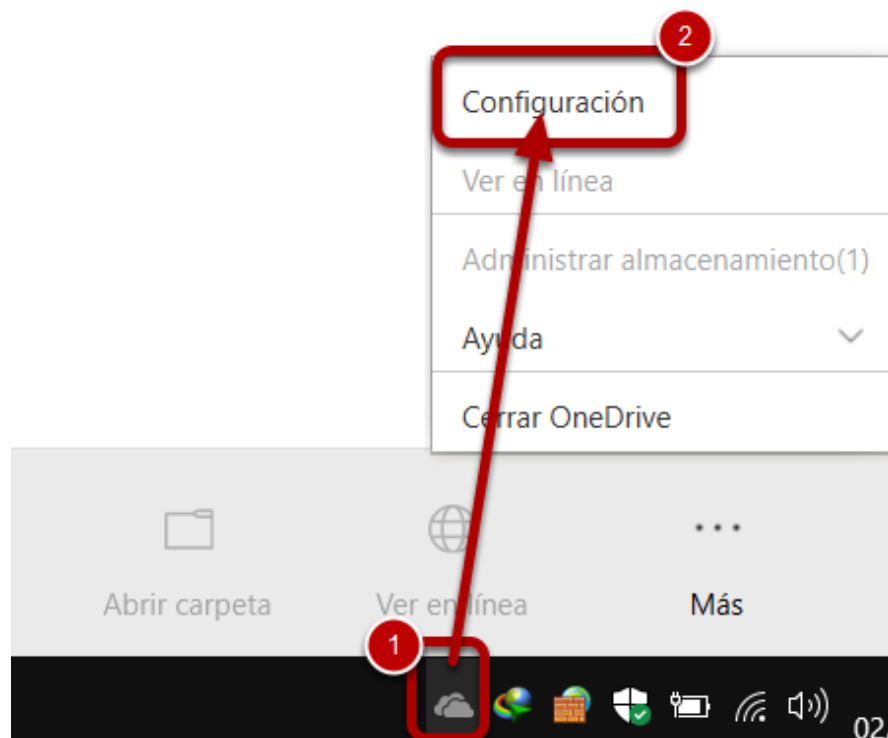 2
Configuración
Ver en línea
Administrar almacenamiento(1)
Ayuda
Cerrar OneDrive
Abrir carpeta
Ver en línea
Más
1
02